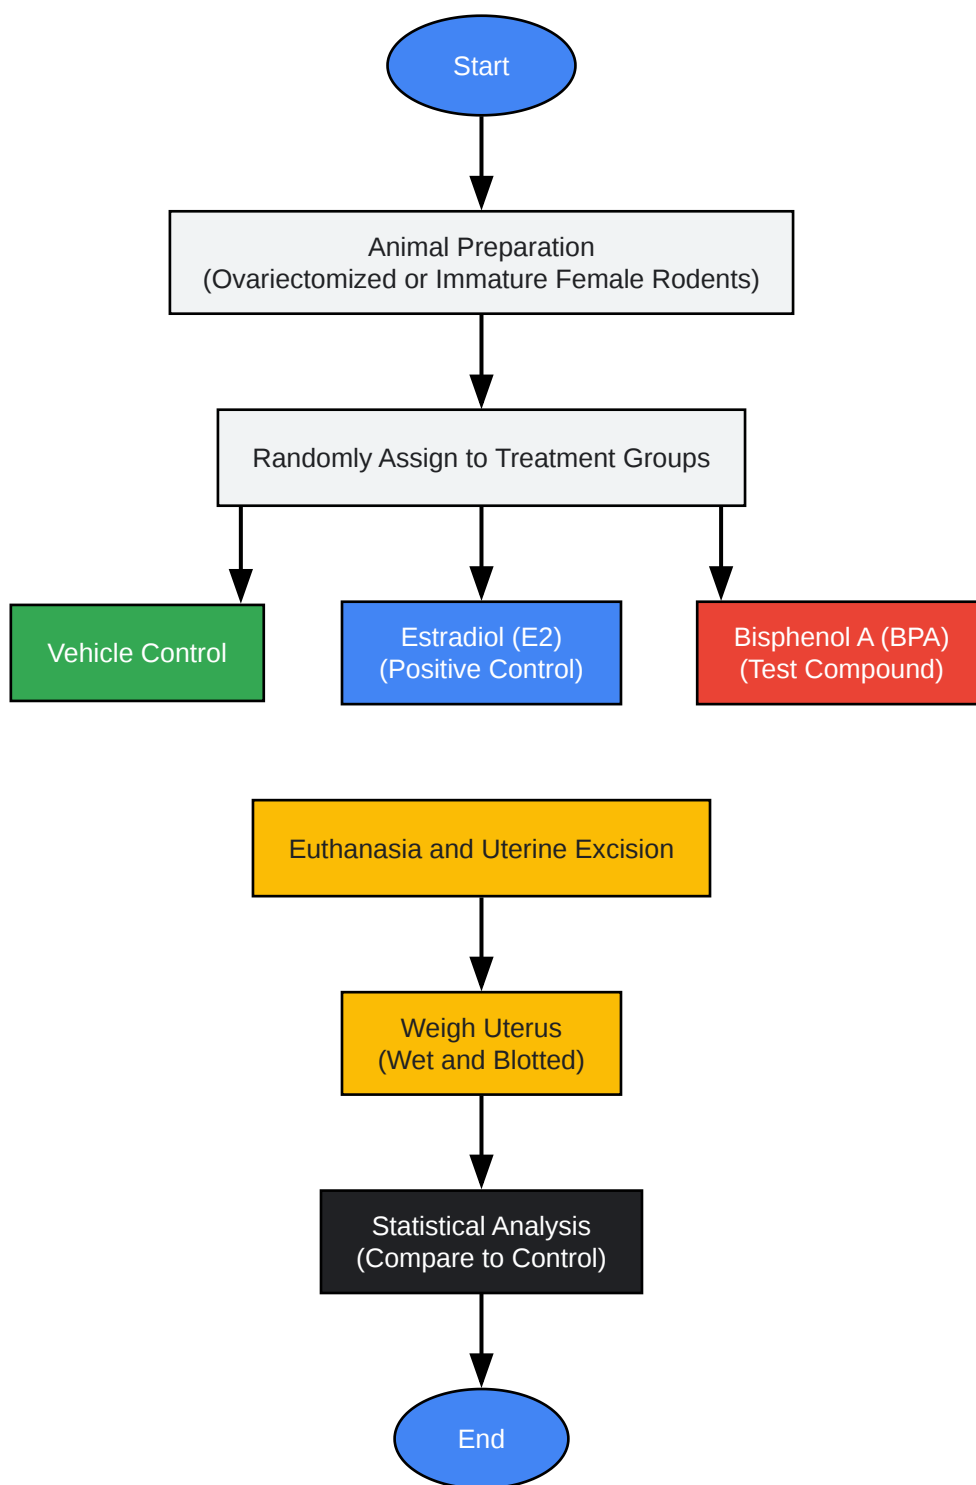 Start
Animal Preparation
(Ovariectomized or Immature Female Rodents)
Randomly Assign to Treatment Groups
Vehicle Control
Estradiol (E2)
(Positive Control)
Bisphenol A (BPA)
(Test Compound)
Euthanasia and Uterine Excision
Weigh Uterus
(Wet and Blotted)
Statistical Analysis
(Compare to Control)
End